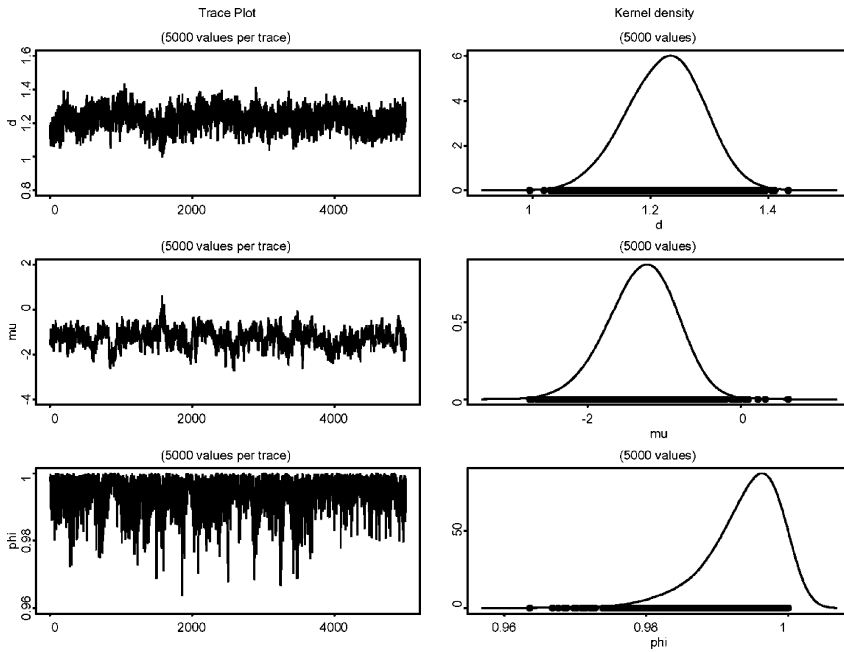 Trace Plot
Kernel density
(5000 values per trace)
(5000 values)
d
0.8 1 1.2 1.4 1.6
0 2000 4000
0 2 4 6
1 1.2 1.4
d
(5000 values per trace)
(5000 values)
mu
-4 -2 0 2
0 2000 4000
0 0.5
-2 0
mu
(5000 values per trace)
(5000 values)
phi
0.96 0.98 1
0 2000 4000
0 50
0.96 0.98 1
phi